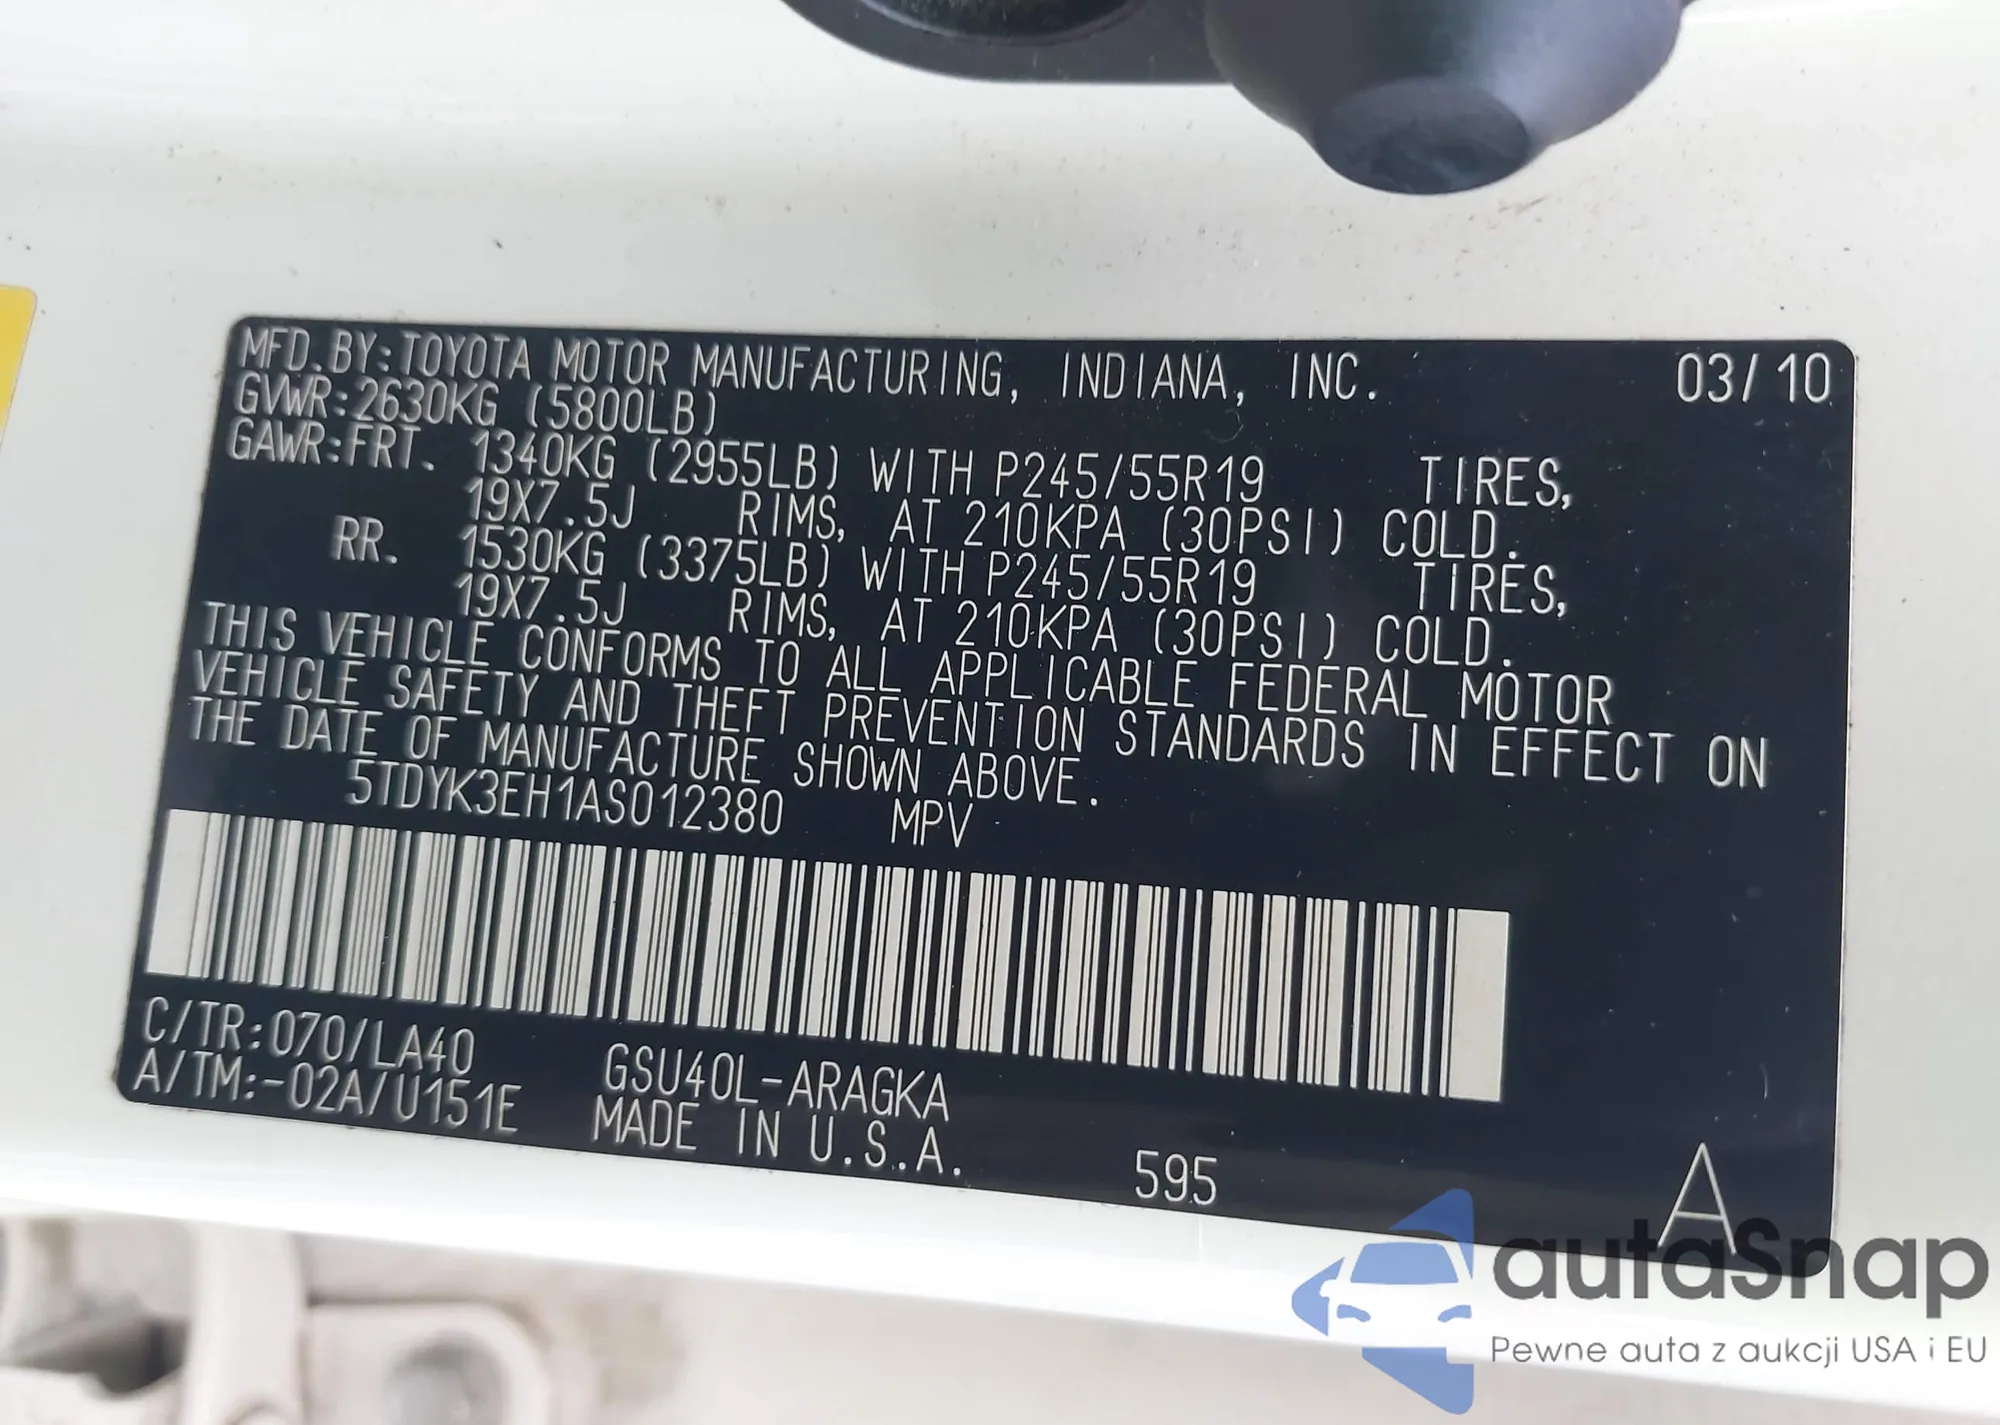 MFD.BY:TOYOTA MOTOR MANUFACTURING, INDIANA, INC. 03/10
GVWR:2630KG (5800LB)
GAWR:FRT. 1340KG (2955LB) WITH P245/55R19 TIRES,
19X7.5J RIMS, AT 210KPA (30PSI) COLD.
RR. 1530KG (3375LB) WITH P245/55R19 TIRES,
19X7.5J RIMS, AT 210KPA (30PSI) COLD.
THIS VEHICLE CONFORMS TO ALL APPLICABLE FEDERAL MOTOR
VEHICLE SAFETY AND THEFT PREVENTION STANDARDS IN EFFECT ON
THE DATE OF MANUFACTURE SHOWN ABOVE.
5TDYK3EH1AS012380 MPV
C/TR:070/LA40 GSU40L-ARAGKA
A/TM:-02A/U151E MADE IN U.S.A. 595 A
autaSnap
Pewne auta z aukcji USA i EU